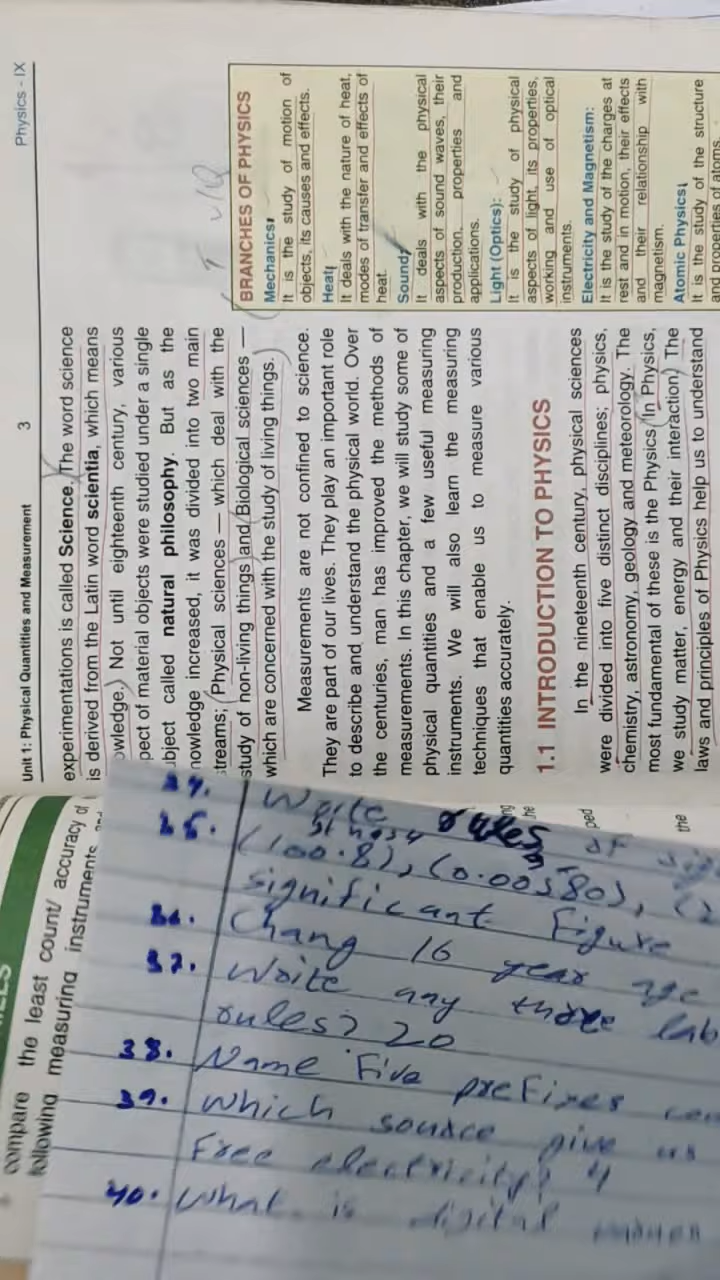 Unit 1: Physical Quantities and Measurement 3 Physics - IX
experimentations is called Science. The word science
is derived from the Latin word scientia, which means
owledge. Not until eighteenth century, various
pect of material objects were studied under a single
bject called natural philosophy. But as the
nowledge increased, it was divided into two main
streams; Physical sciences — which deal with the
study of non-living things and Biological sciences —
which are concerned with the study of living things.
Measurements are not confined to science.
They are part of our lives. They play an important role
to describe and understand the physical world. Over
the centuries, man has improved the methods of
measurements. In this chapter, we will study some of
physical quantities and a few useful measuring
instruments. We will also learn the measuring
techniques that enable us to measure various
quantities accurately.
1.1 INTRODUCTION TO PHYSICS
In the nineteenth century, physical sciences
were divided into five distinct disciplines; physics,
chemistry, astronomy, geology and meteorology. The
most fundamental of these is the Physics. In Physics,
we study matter, energy and their interaction. The
laws and principles of Physics help us to understand
BRANCHES OF PHYSICS
Mechanics:
It is the study of motion of
objects, its causes and effects.
Heat:
It deals with the nature of heat,
modes of transfer and effects of
heat.
Sound:
It deals with the physical
aspects of sound waves, their
production, properties and
applications.
Light (Optics):
It is the study of physical
aspects of light, its properties,
working and use of optical
instruments.
Electricity and Magnetism:
It is the study of the charges at
rest and in motion, their effects
and their relationship with
magnetism.
Atomic Physics:
It is the study of the structure
and properties of atoms.
compare the least count/ accuracy of
following measuring instruments
ng
he
ped
the
Write rules of
35. (100.8), (0.00580),
significant Figure
36. Chang 16 year age
37. Write any three lab
rules? 20
38. Name Five prefixes
39. Which source give us
Free electricity? 4
40. What is digital